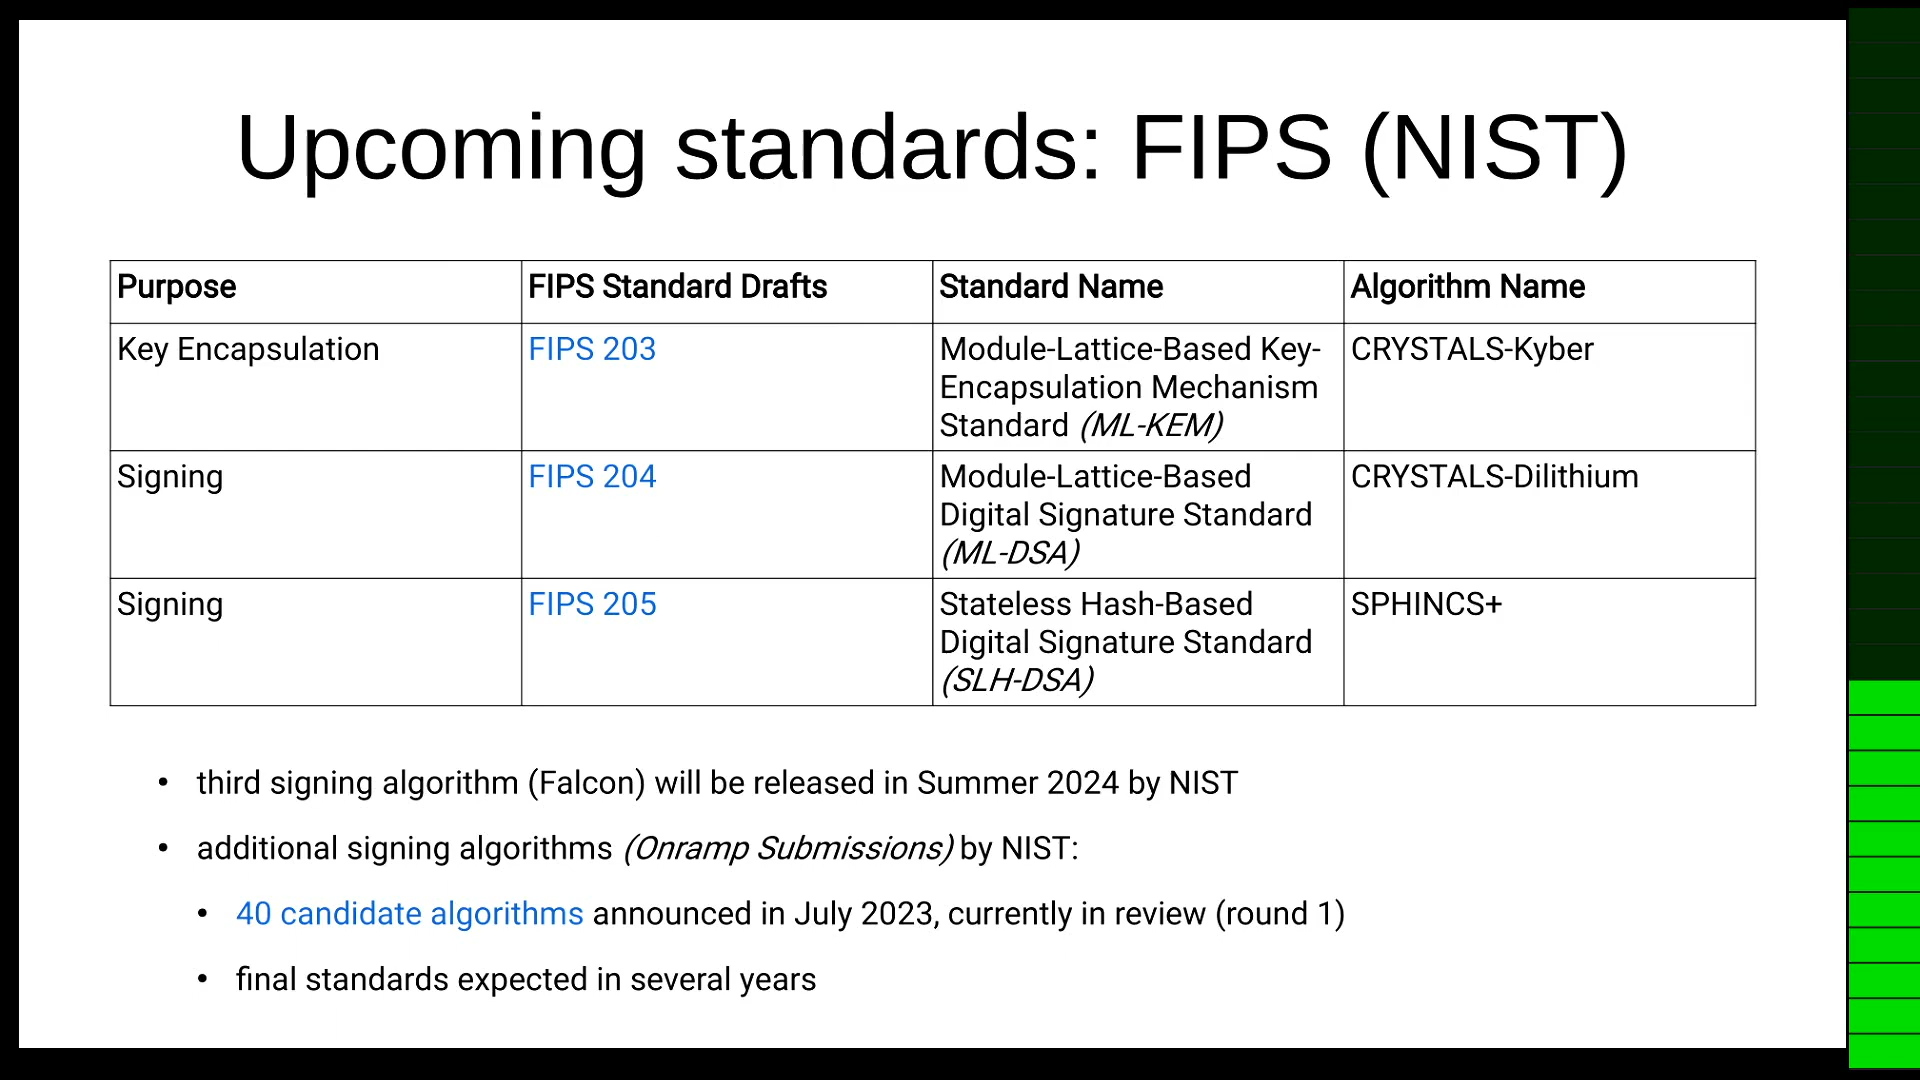 Upcoming standards: FIPS (NIST)
Purpose
FIPS Standard Drafts
Standard Name
Algorithm Name
Key Encapsulation
FIPS 203
Module-Lattice-Based Key-
Encapsulation Mechanism
Standard (ML-KEM)
CRYSTALS-Kyber
Signing
FIPS 204
Module-Lattice-Based
Digital Signature Standard
(ML-DSA)
CRYSTALS-Dilithium
Signing
FIPS 205
Stateless Hash-Based
Digital Signature Standard
(SLH-DSA)
SPHINCS+
• third signing algorithm (Falcon) will be released in Summer 2024 by NIST
• additional signing algorithms (Onramp Submissions) by NIST:
• 40 candidate algorithms announced in July 2023, currently in review (round 1)
• final standards expected in several years